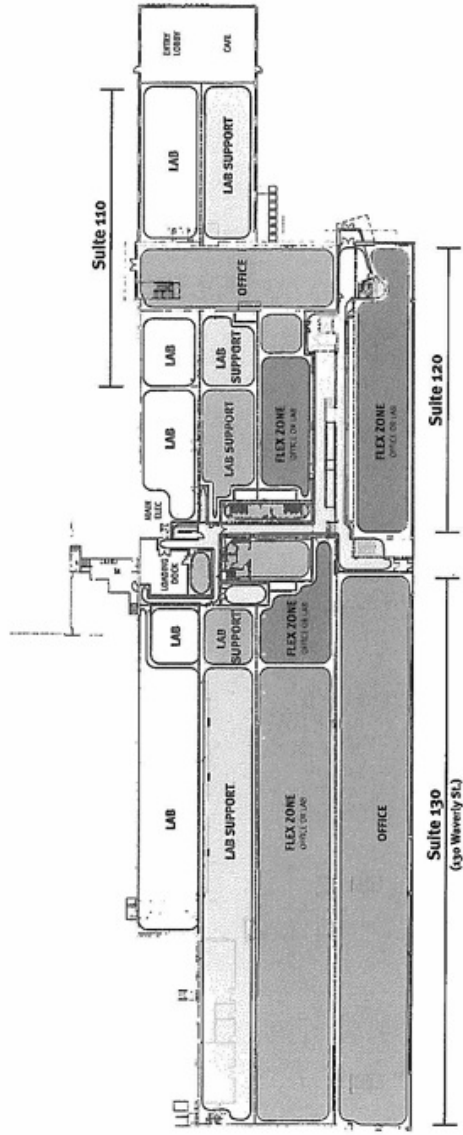 ENTRY
LOBBY
CAFE
LAB
LAB SUPPORT
Suite 110
OFFICE
LAB
LAB
SUPPORT
LAB
LAB SUPPORT
FLEX ZONE
OFFICE OR LAB
FLEX ZONE
OFFICE OR LAB
Suite 120
MAIN
ELEC
LOADING
DOCK
LAB
LAB
SUPPORT
FLEX ZONE
OFFICE OR LAB
LAB
LAB SUPPORT
FLEX ZONE
OFFICE OR LAB
OFFICE
Suite 130
(130 Waverly St.)